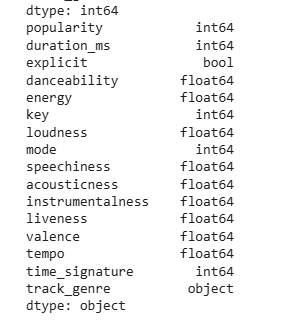 dtype: int64
popularity int64
duration_ms int64
explicit bool
danceability float64
energy float64
key int64
loudness float64
mode int64
speechiness float64
acousticness float64
instrumentalness float64
liveness float64
valence float64
tempo float64
time_signature int64
track_genre object
dtype: object